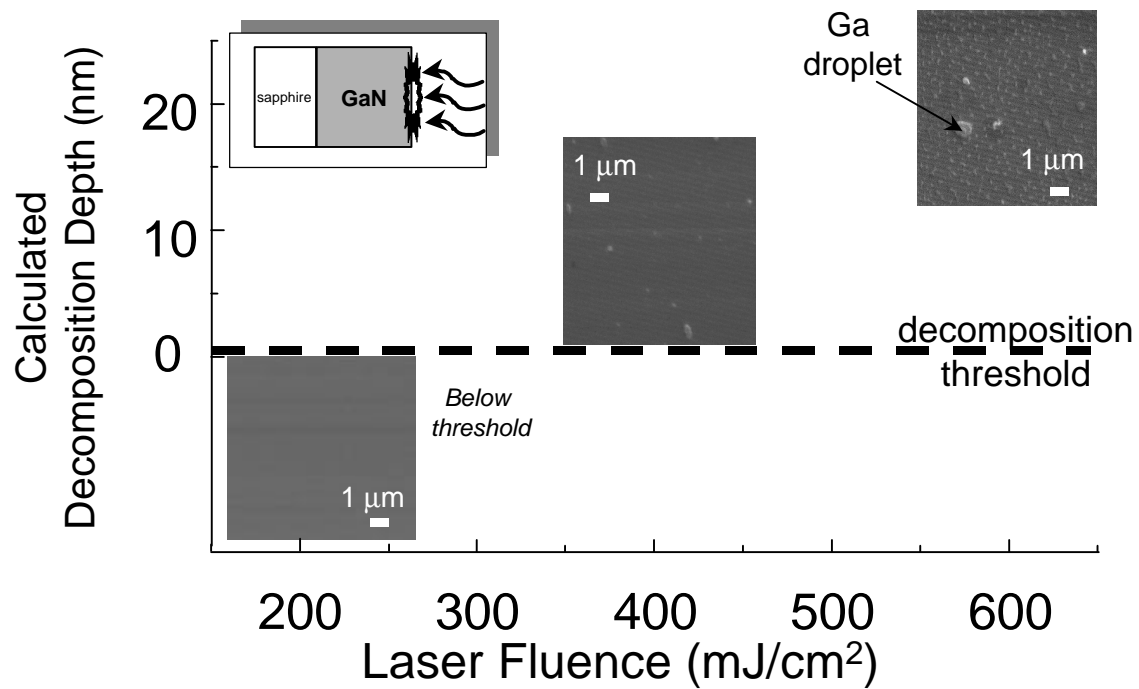 Calculated
Decomposition Depth (nm)
20
10
0
sapphire
GaN
1 μm
Ga
droplet
1 μm
decomposition
threshold
Below
threshold
1 μm
200
300
400
500
600
Laser Fluence (mJ/cm²)